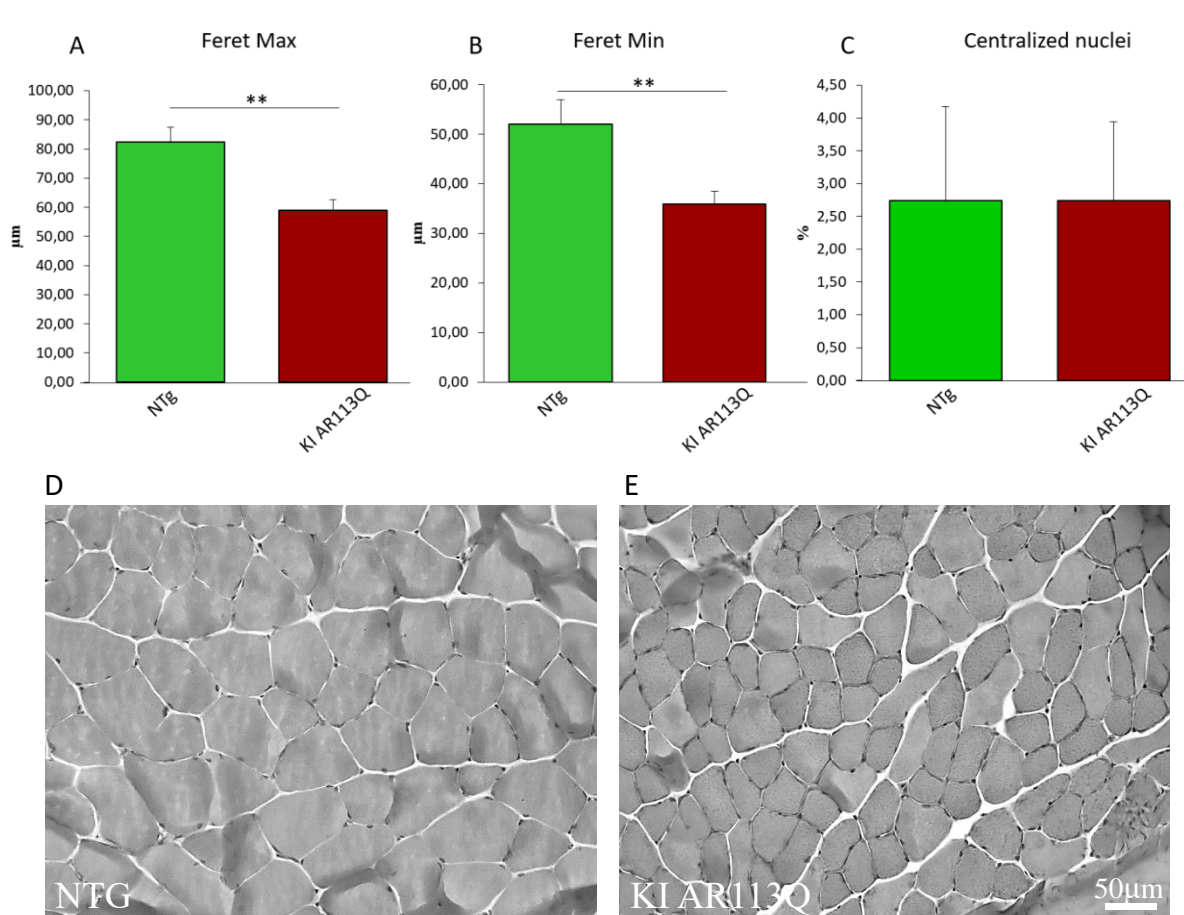 A
Feret Max
100,00
90,00
80,00
70,00
60,00
50,00
40,00
30,00
20,00
10,00
0,00
µm
**
NTg
KI AR113Q
B
Feret Min
60,00
50,00
40,00
30,00
20,00
10,00
0,00
µm
**
NTg
KI AR113Q
C
Centralized nuclei
4,50
4,00
3,50
3,00
2,50
2,00
1,50
1,00
0,50
0,00
%
NTg
KI AR113Q
D
NTG
E
KI AR113Q
50µm